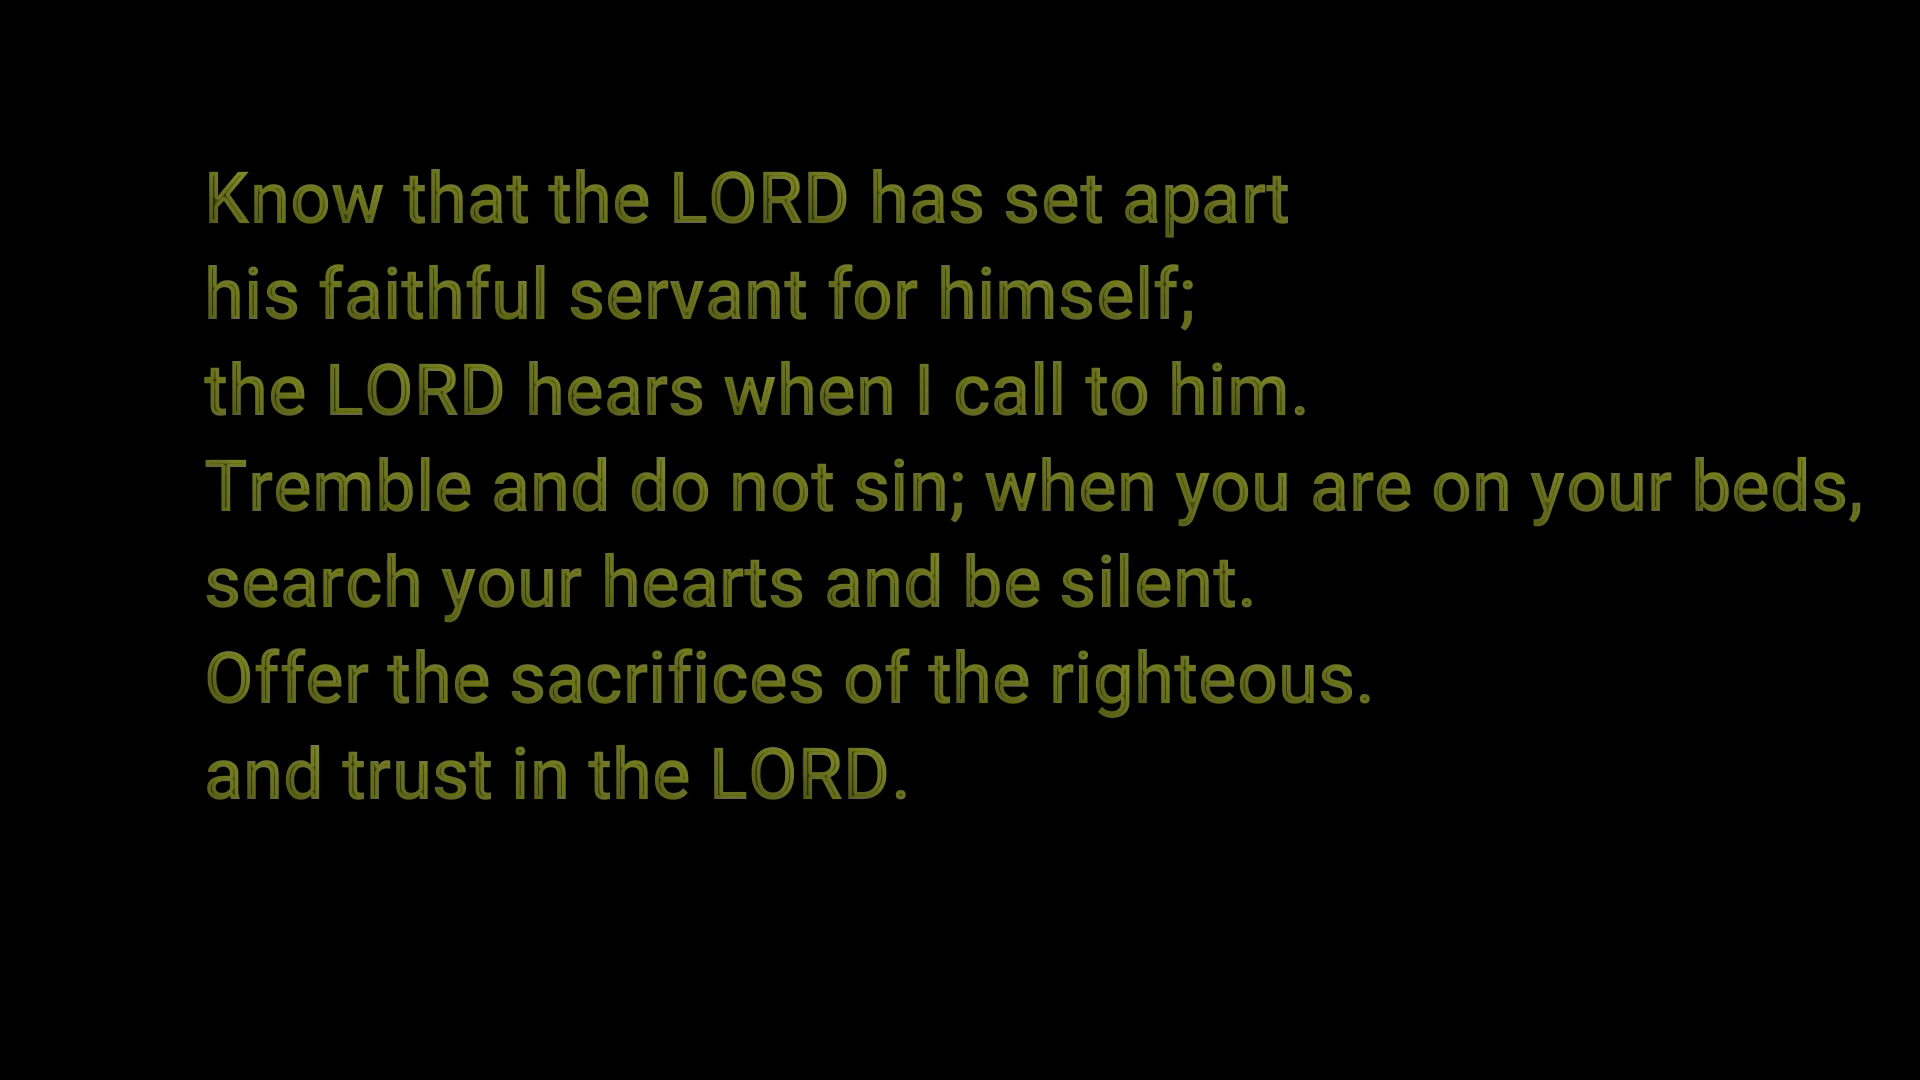 Know that the LORD has set apart
his faithful servant for himself;
the LORD hears when I call to him.
Tremble and do not sin; when you are on your beds,
search your hearts and be silent.
Offer the sacrifices of the righteous.
and trust in the LORD.